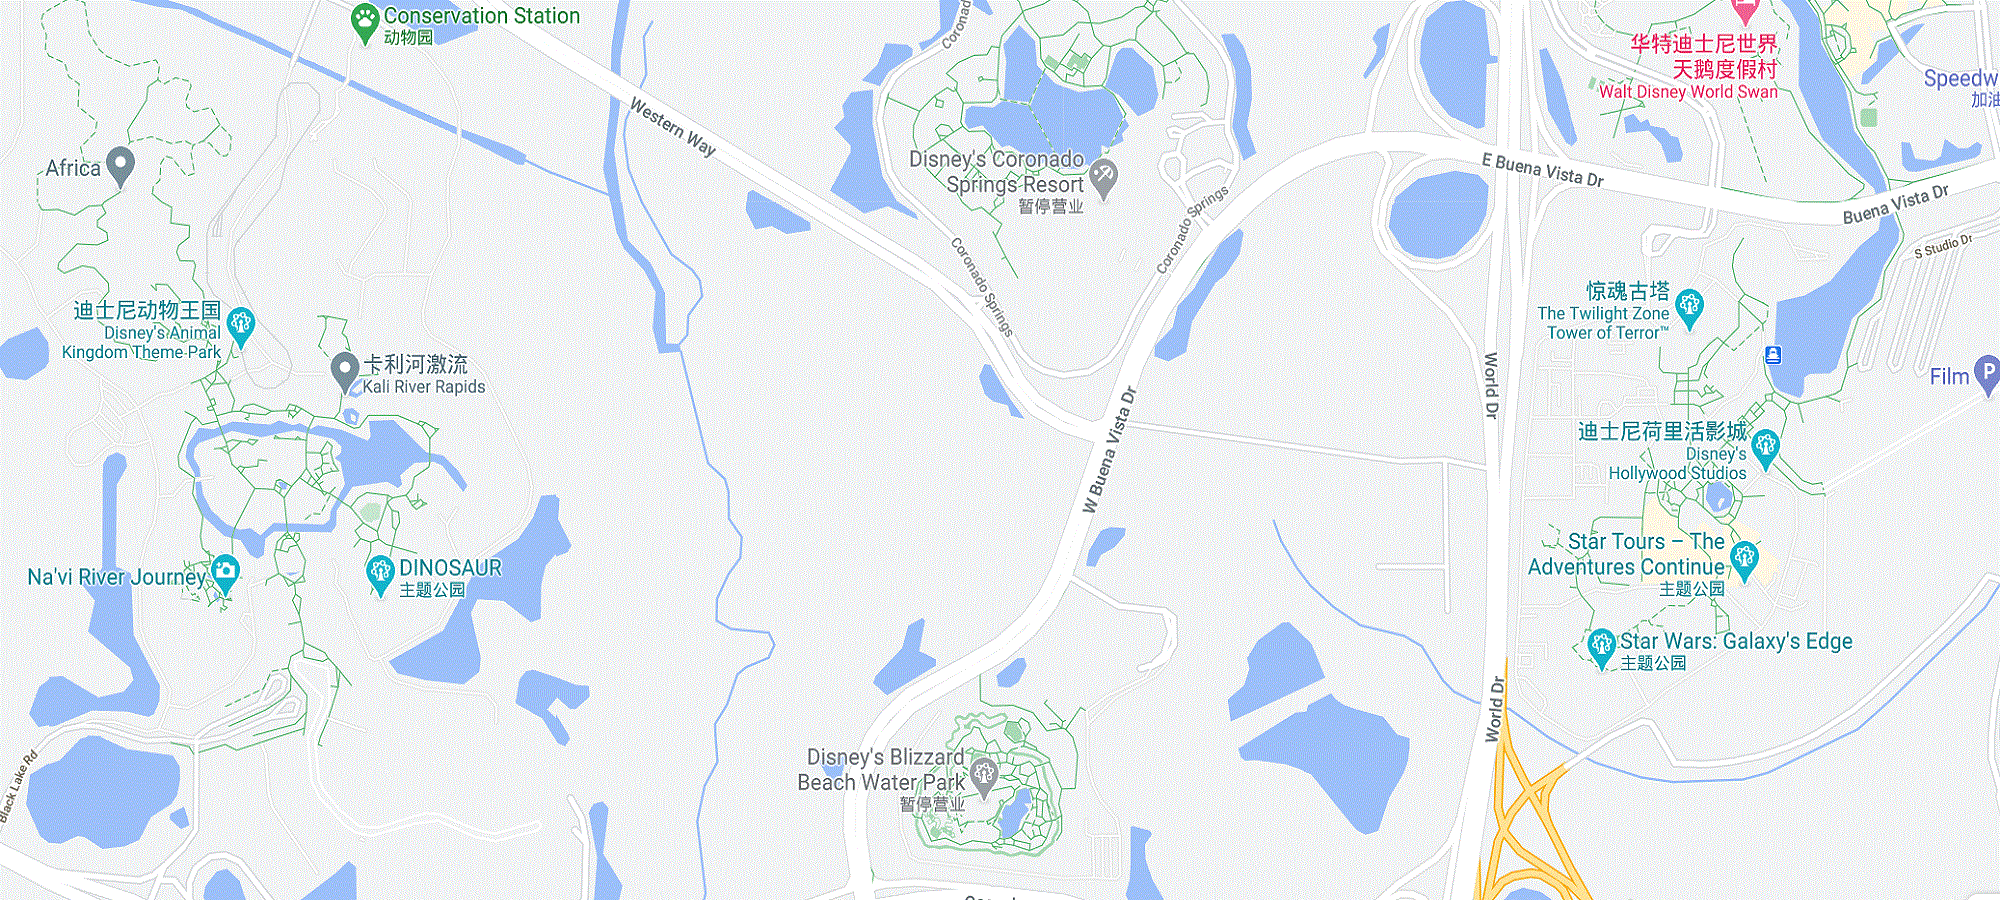 Conservation Station
动物园
Coronado
华特迪士尼世界
天鹅度假村
Walt Disney World Swan
Speedw
加油
Western Way
Africa
Disney's Coronado
Springs Resort
暂停营业
E Buena Vista Dr
Buena Vista Dr
S Studio Dr
Coronado Springs
Coronado Springs
迪士尼动物王国
Disney's Animal
Kingdom Theme Park
卡利河激流
Kali River Rapids
惊魂古塔
The Twilight Zone
Tower of Terror™
World Dr
Film
P
W Buena Vista Dr
迪士尼荷里活影城
Disney's
Hollywood Studios
Na'vi River Journey
DINOSAUR
主题公园
Star Tours – The
Adventures Continue
主题公园
Star Wars: Galaxy's Edge
主题公园
World Dr
Black Lake Rd
Disney's Blizzard
Beach Water Park
暂停营业